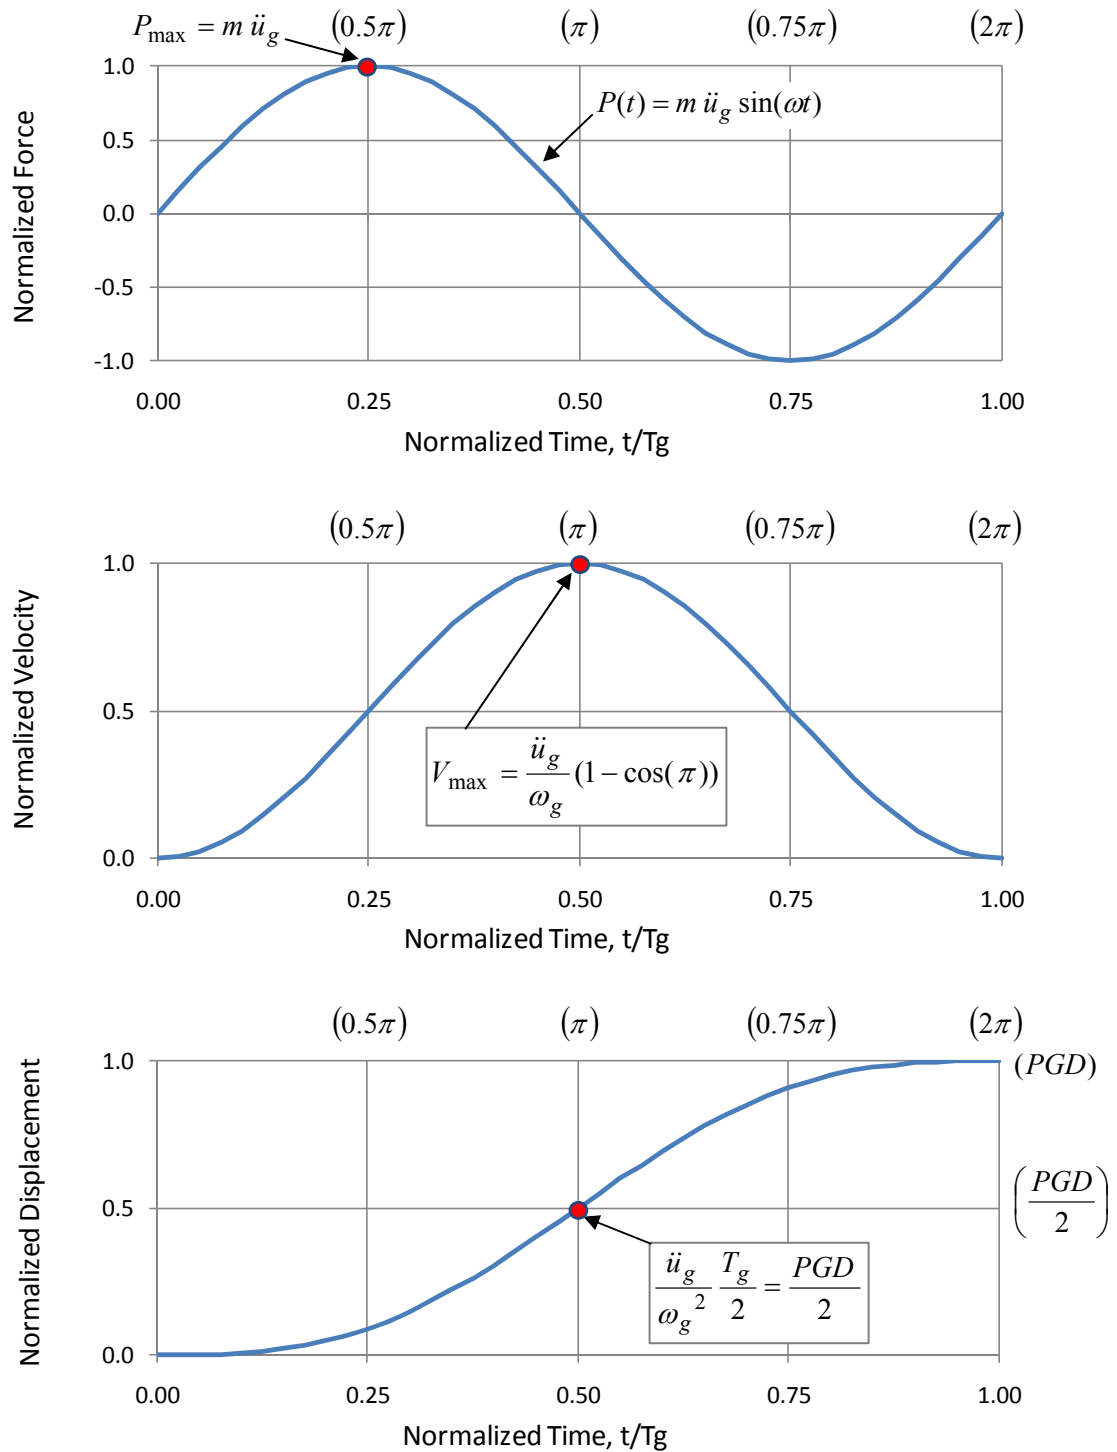 P_max = m ü_g (0.5π) (π) (0.75π) (2π)
1.0
P(t) = m ü_g sin(ωt)
0.5
0.0
-0.5
-1.0
Normalized Force
0.00 0.25 0.50 0.75 1.00
Normalized Time, t/Tg
(0.5π) (π) (0.75π) (2π)
1.0
0.5
V_max = ü_g/ω_g (1 − cos(π))
0.0
Normalized Velocity
0.00 0.25 0.50 0.75 1.00
Normalized Time, t/Tg
(0.5π) (π) (0.75π) (2π)
1.0 (PGD)
0.5 (PGD/2)
ü_g/ω_g² T_g/2 = PGD/2
0.0
Normalized Displacement
0.00 0.25 0.50 0.75 1.00
Normalized Time, t/Tg